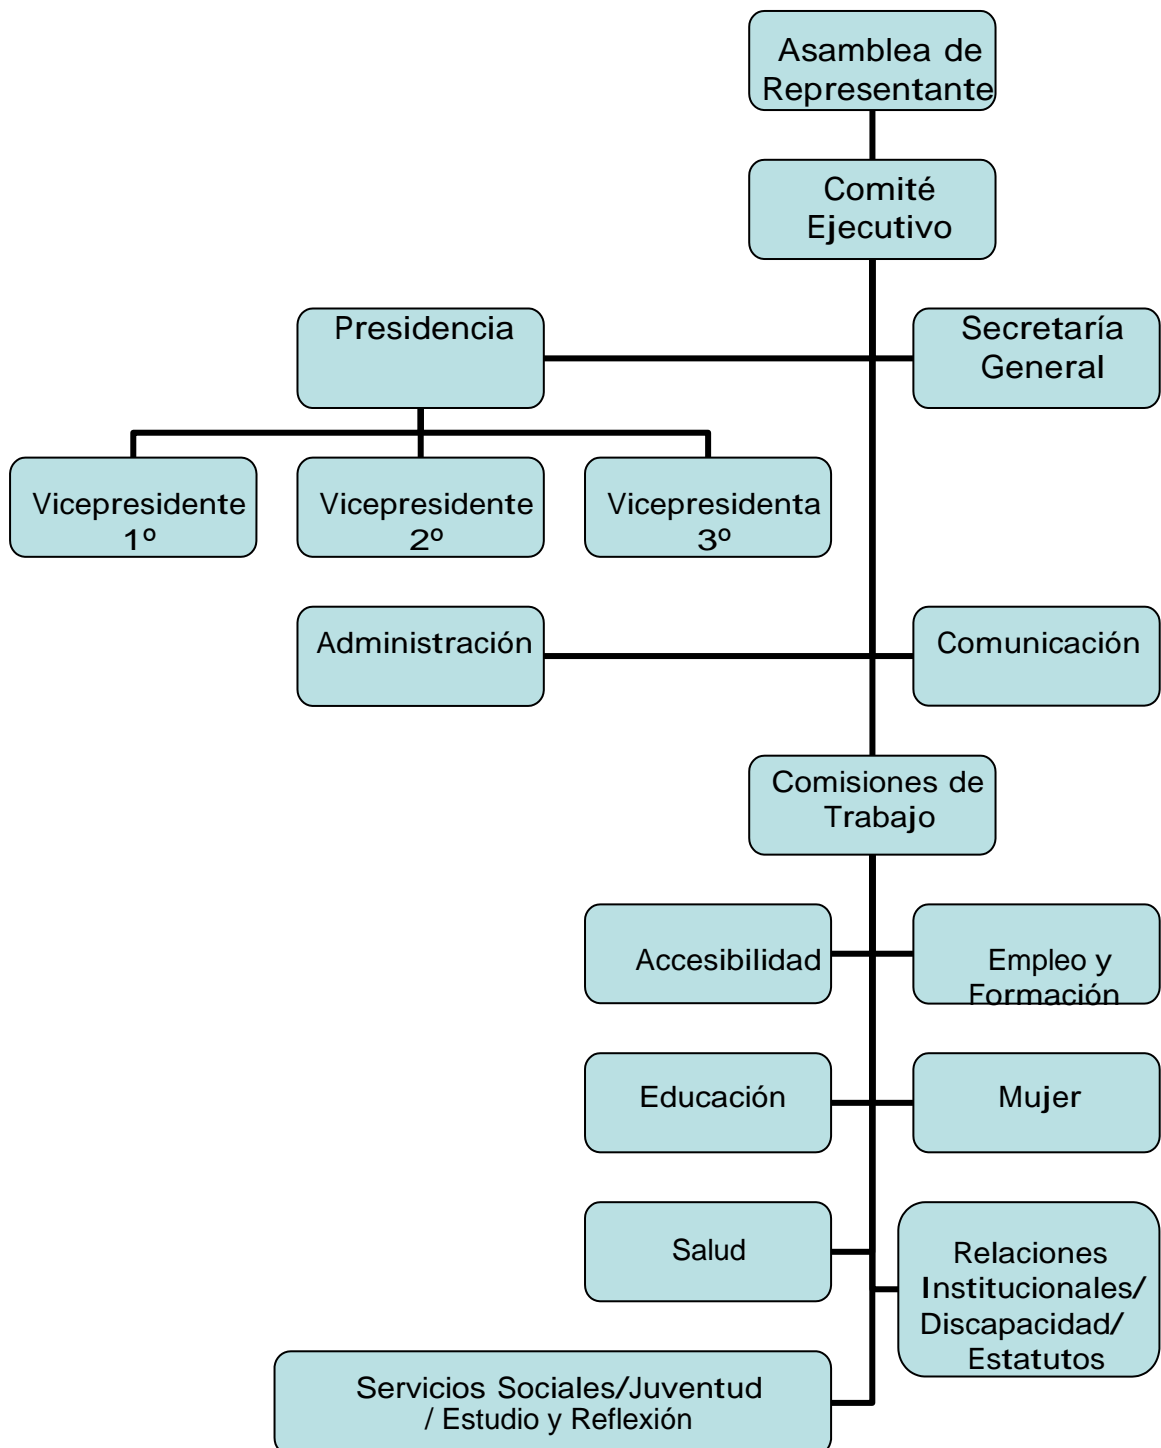 Asamblea de
Representante
Comité
Ejecutivo
Presidencia
Secretaría
General
Vicepresidente
1º
Vicepresidente
2º
Vicepresidenta
3º
Administración
Comunicación
Comisiones de
Trabajo
Accesibilidad
Empleo y
Formación
Educación
Mujer
Salud
Relaciones
Institucionales/
Discapacidad/
Estatutos
Servicios Sociales/Juventud
/ Estudio y Reflexión